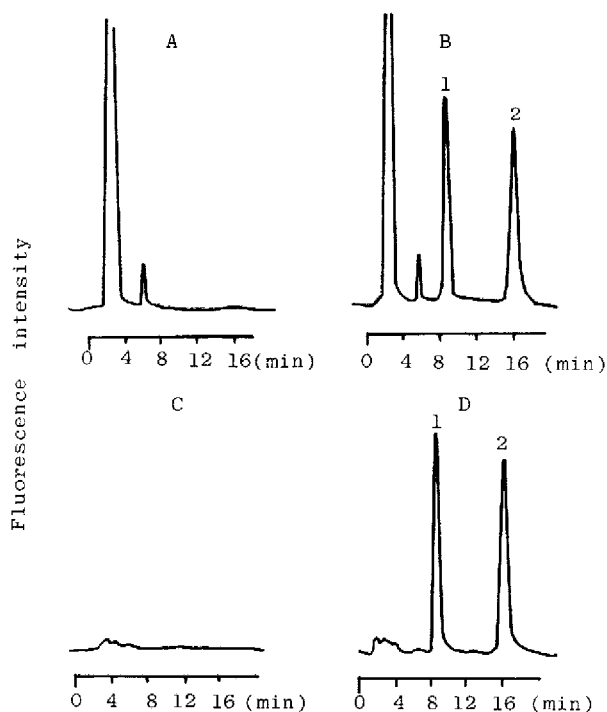 A
B
1
2
0 4 8 12 16(min)
0 4 8 12 16 (min)
Fluorescence intensity
C
D
1
2
0 4 8 12 16 (min)
0 4 8 12 16 (min)